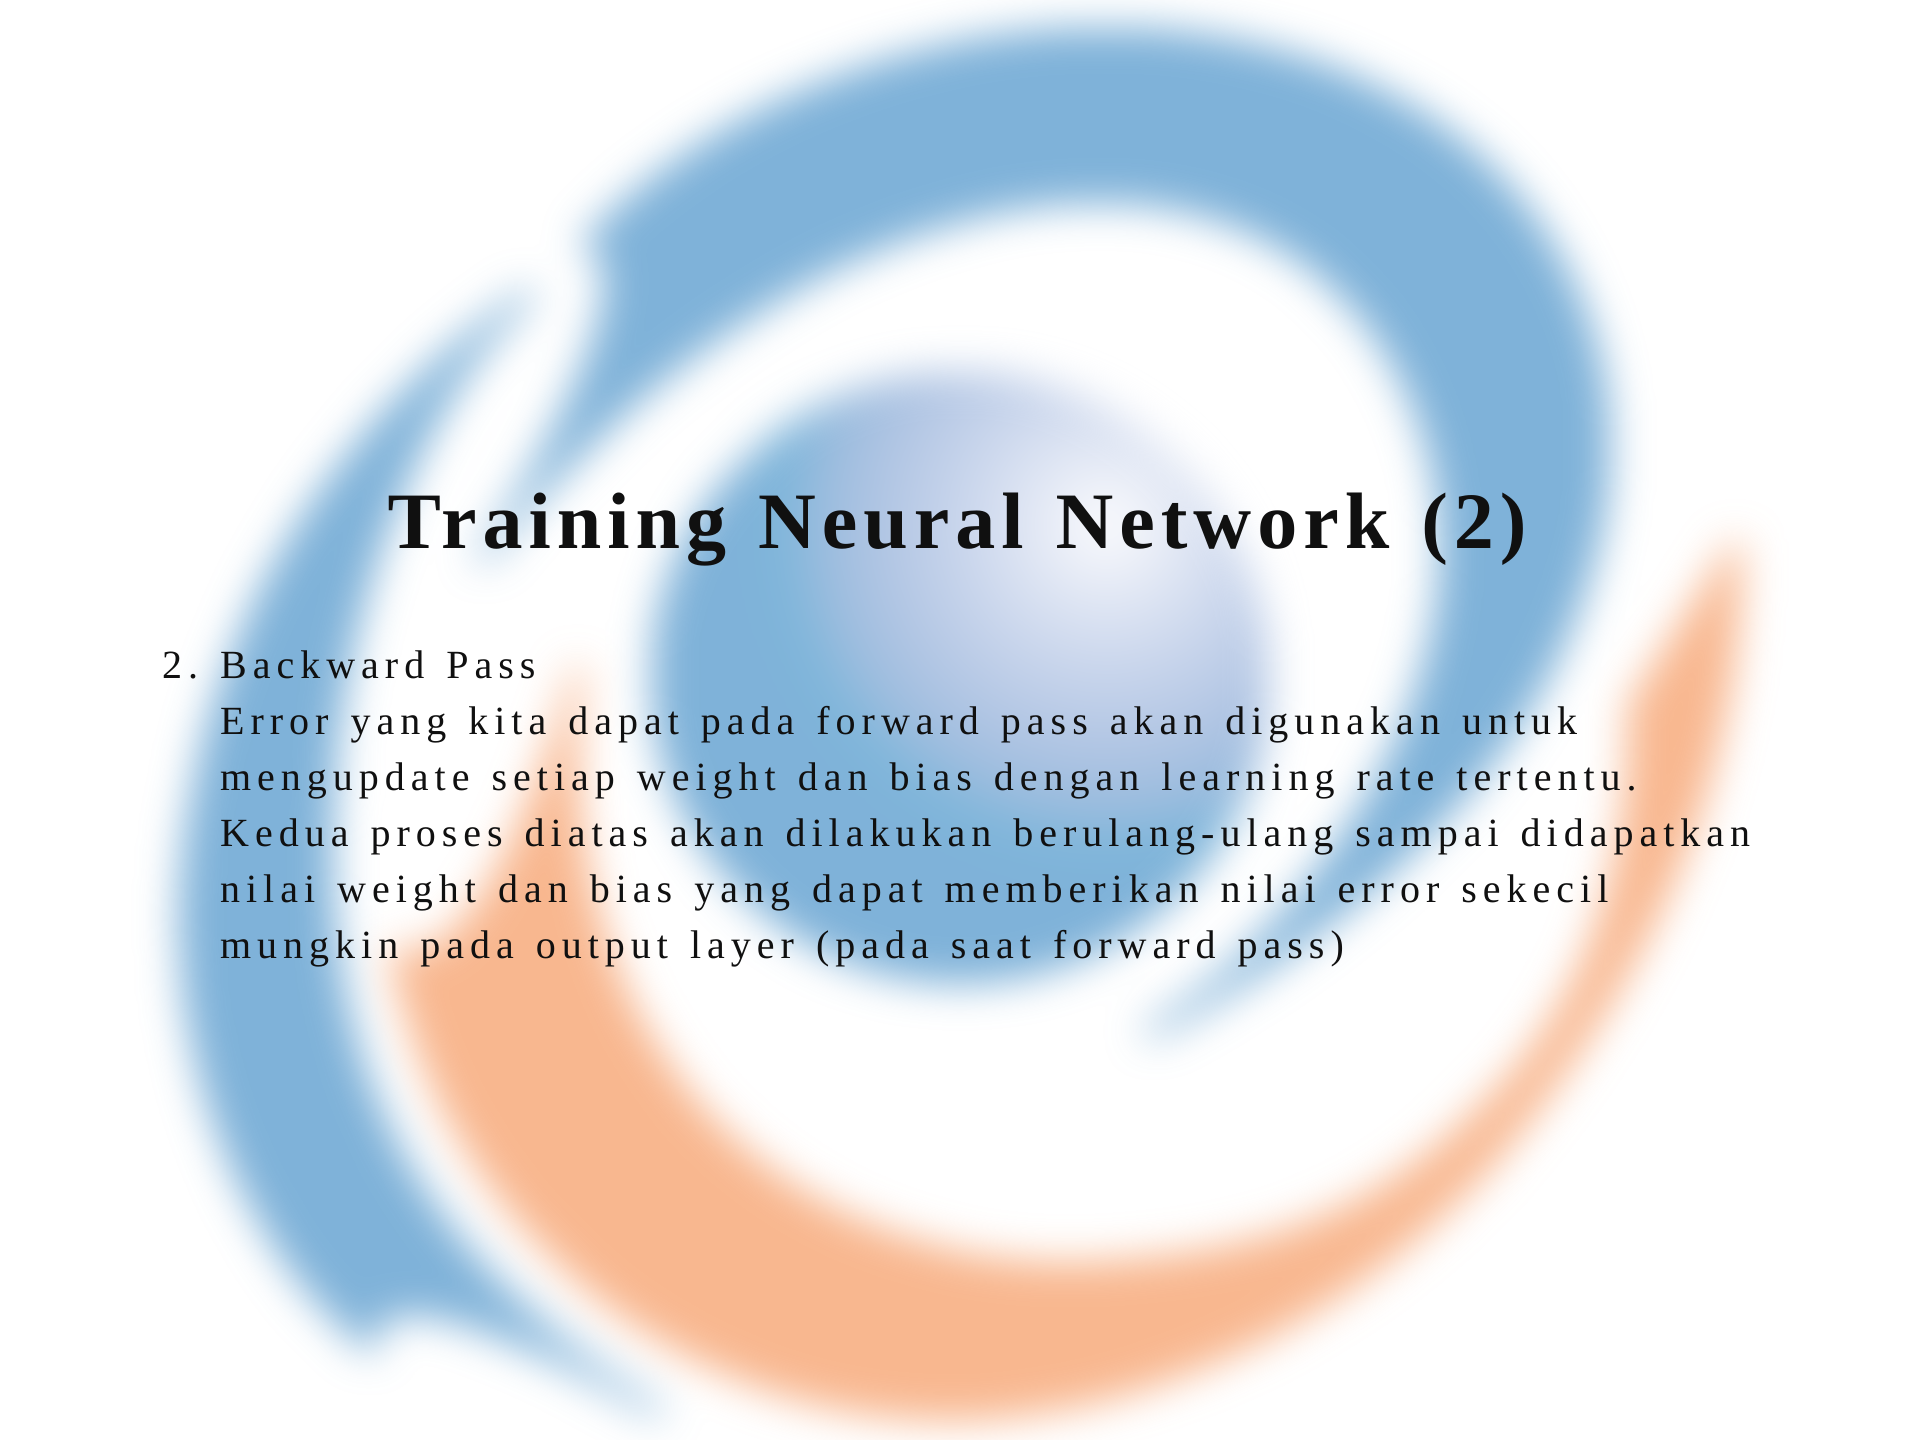 Training Neural Network (2)
2. Backward Pass
Error yang kita dapat pada forward pass akan digunakan untuk
mengupdate setiap weight dan bias dengan learning rate tertentu.
Kedua proses diatas akan dilakukan berulang-ulang sampai didapatkan
nilai weight dan bias yang dapat memberikan nilai error sekecil
mungkin pada output layer (pada saat forward pass)